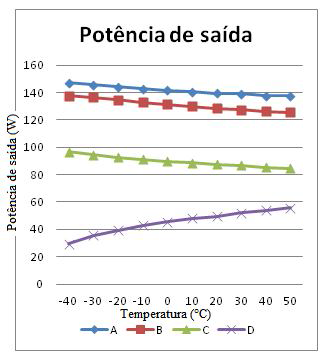 Potência de saída
Potência de saída (W)
160
140
120
100
80
60
40
20
0
-40 -30 -20 -10 0 10 20 30 40 50
Temperatura (°C)
A B C D